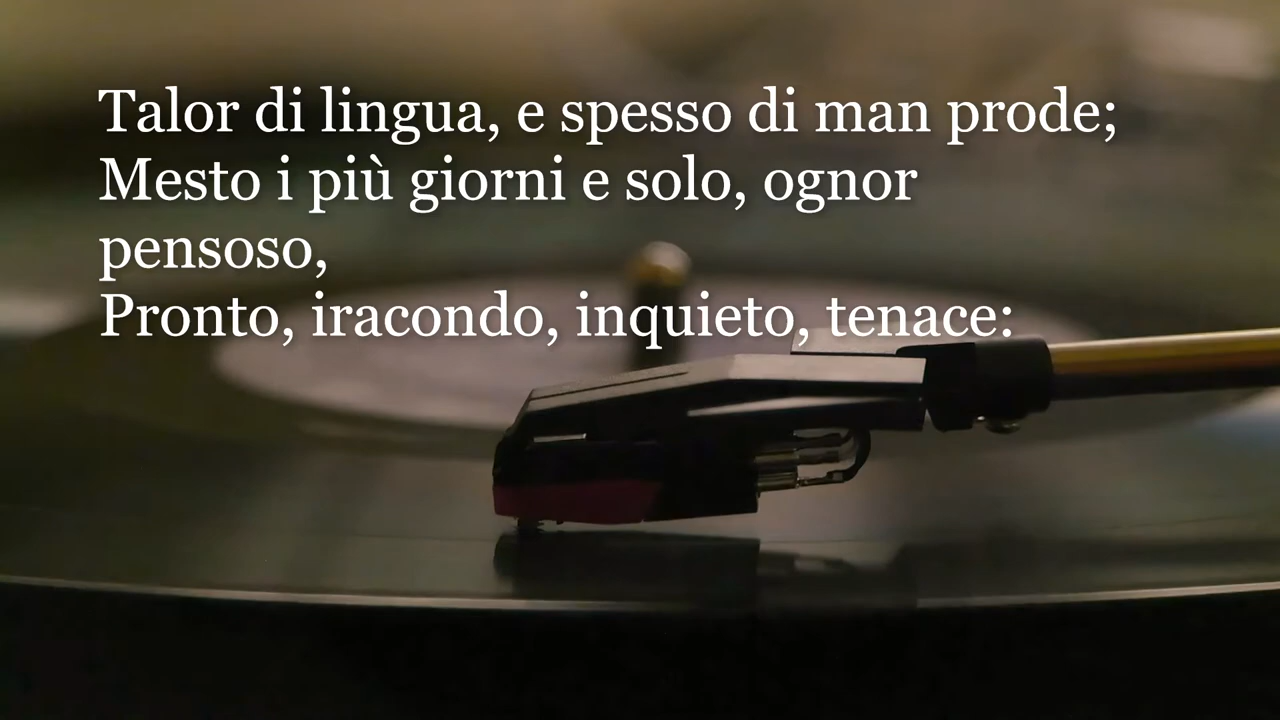 Talor di lingua, e spesso di man prode;
Mesto i più giorni e solo, ognor
pensoso,
Pronto, iracondo, inquieto, tenace: